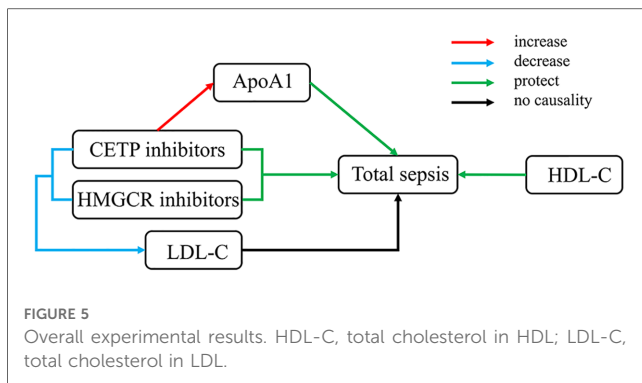 increase
decrease
protect
no causality
ApoA1
CETP inhibitors
HMGCR inhibitors
Total sepsis
HDL-C
LDL-C
FIGURE 5
Overall experimental results. HDL-C, total cholesterol in HDL; LDL-C,
total cholesterol in LDL.